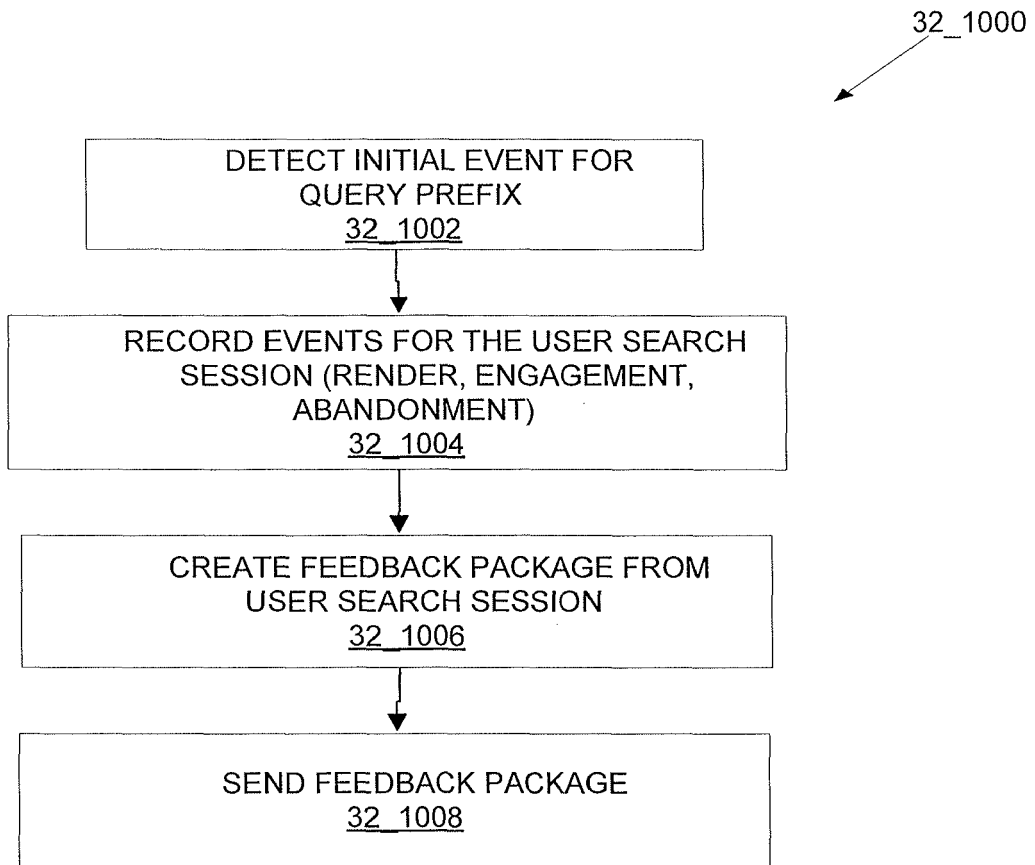 32_1000
DETECT INITIAL EVENT FOR
QUERY PREFIX
32_1002
RECORD EVENTS FOR THE USER SEARCH
SESSION (RENDER, ENGAGEMENT,
ABANDONMENT)
32_1004
CREATE FEEDBACK PACKAGE FROM
USER SEARCH SESSION
32_1006
SEND FEEDBACK PACKAGE
32_1008